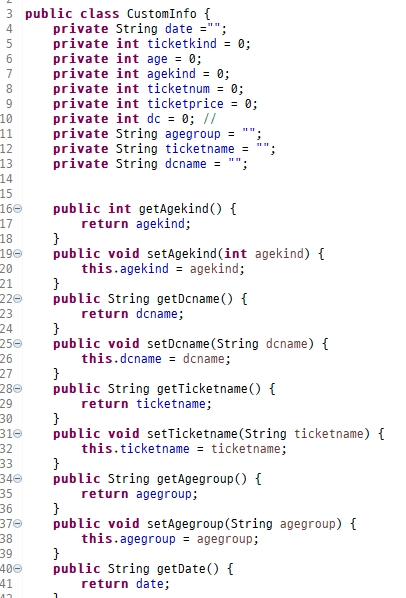 3 public class CustomInfo {
4 private String date ="";
5 private int ticketkind = 0;
6 private int age = 0;
7 private int agekind = 0;
8 private int ticketnum = 0;
9 private int ticketprice = 0;
10 private int dc = 0; //
11 private String agegroup = "";
12 private String ticketname = "";
13 private String dcname = "";
14
15
16 public int getAgekind() {
17 return agekind;
18 }
19 public void setAgekind(int agekind) {
20 this.agekind = agekind;
21 }
22 public String getDcname() {
23 return dcname;
24 }
25 public void setDcname(String dcname) {
26 this.dcname = dcname;
27 }
28 public String getTicketname() {
29 return ticketname;
30 }
31 public void setTicketname(String ticketname) {
32 this.ticketname = ticketname;
33 }
34 public String getAgegroup() {
35 return agegroup;
36 }
37 public void setAgegroup(String agegroup) {
38 this.agegroup = agegroup;
39 }
40 public String getDate() {
41 return date;